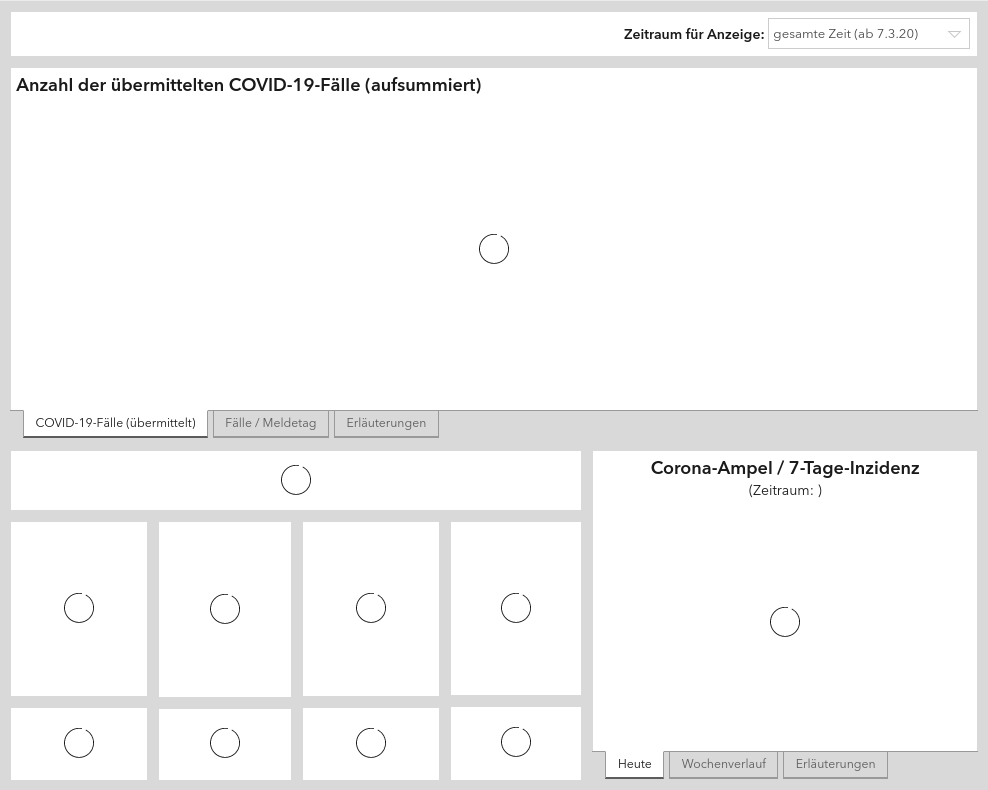 Zeitraum für Anzeige: gesamte Zeit (ab 7.3.20)
Anzahl der übermittelten COVID-19-Fälle (aufsummiert)
COVID-19-Fälle (übermittelt) Fälle / Meldetag Erläuterungen
Corona-Ampel / 7-Tage-Inzidenz
(Zeitraum: )
Heute Wochenverlauf Erläuterungen